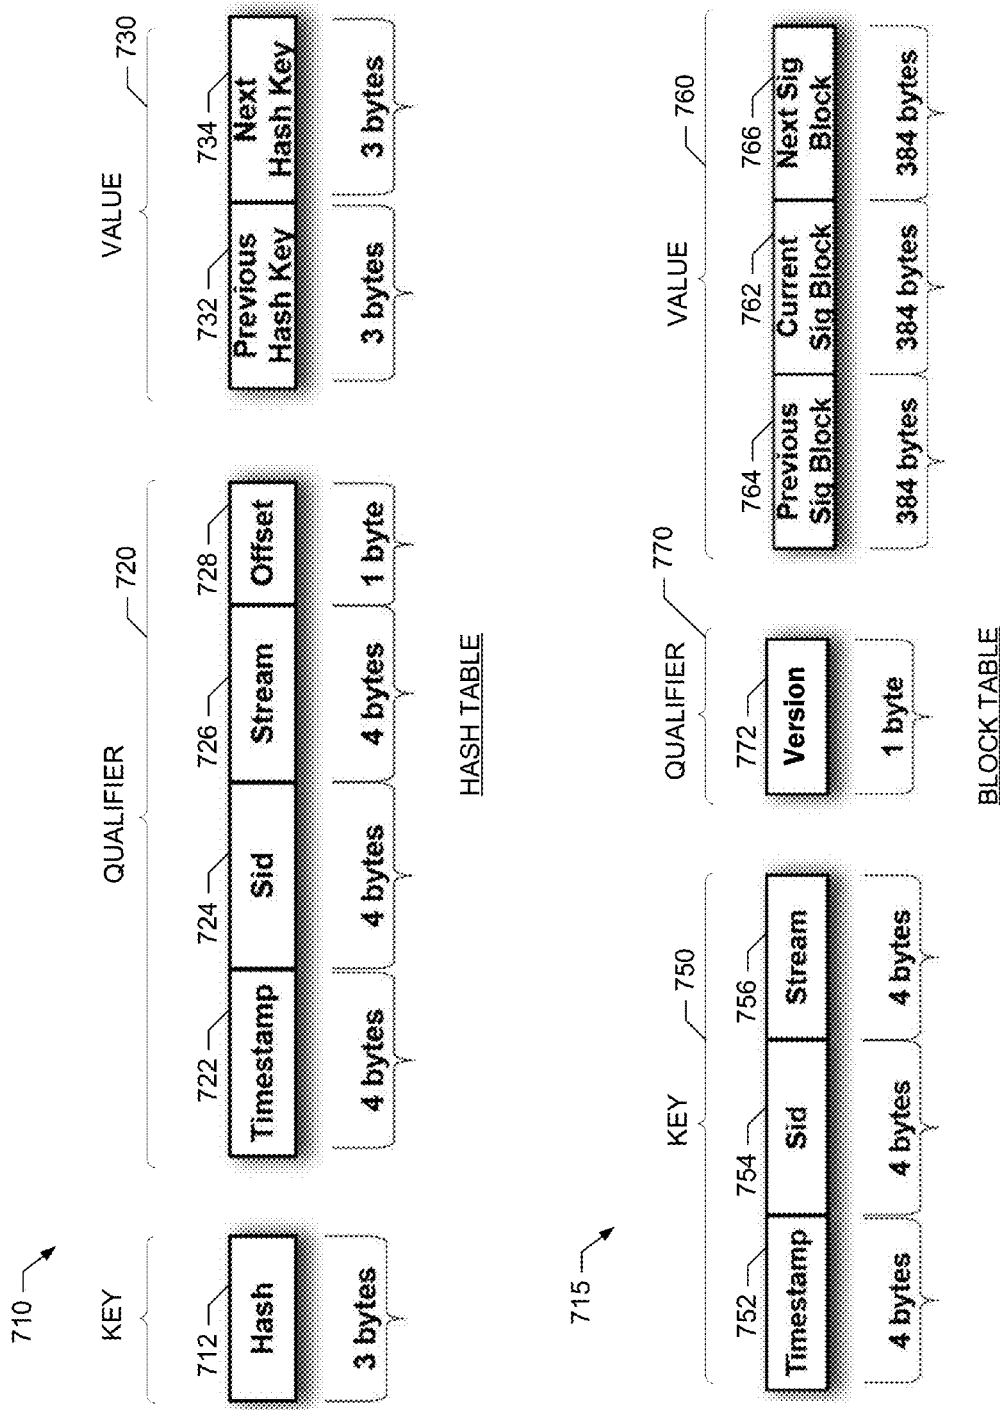 710
KEY
712
Hash
3 bytes
QUALIFIER
720
722
724
726
728
Timestamp
Sid
Stream
Offset
4 bytes
4 bytes
4 bytes
1 byte
VALUE
730
732
734
Previous
Hash Key
Next
Hash Key
3 bytes
3 bytes
HASH TABLE
715
KEY
750
752
754
756
Timestamp
Sid
Stream
4 bytes
4 bytes
4 bytes
QUALIFIER
770
772
Version
1 byte
VALUE
760
764
762
766
Previous
Sig Block
Current
Sig Block
Next Sig
Block
384 bytes
384 bytes
384 bytes
BLOCK TABLE